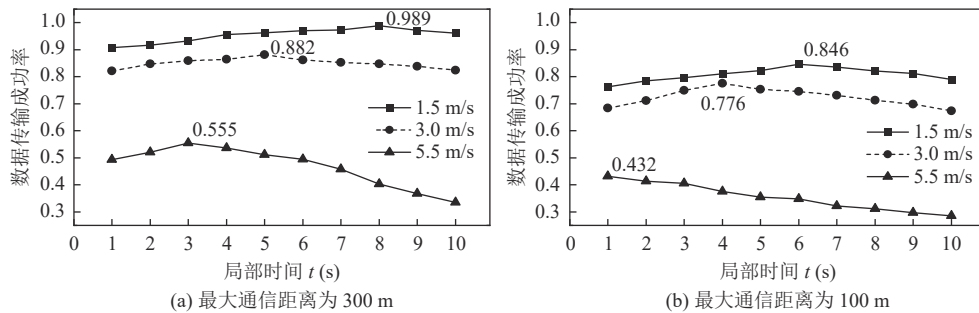 1.0
0.9
0.8
0.7
0.6
0.5
0.4
0.3
数据传输成功率
0.989
0.882
0.555
1.5 m/s
3.0 m/s
5.5 m/s
0 1 2 3 4 5 6 7 8 9 10
局部时间 t (s)
(a) 最大通信距离为 300 m
1.0
0.9
0.8
0.7
0.6
0.5
0.4
0.3
数据传输成功率
0.846
0.776
0.432
1.5 m/s
3.0 m/s
5.5 m/s
0 1 2 3 4 5 6 7 8 9 10
局部时间 t (s)
(b) 最大通信距离为 100 m